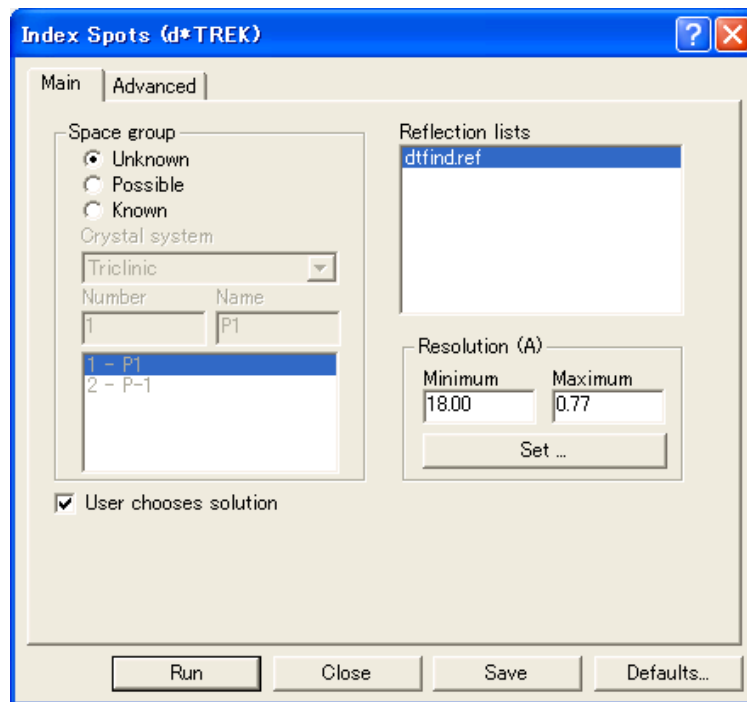 Index Spots (d*TREK)
Main
Advanced
Space group
Unknown
Possible
Known
Crystal system
Triclinic
Number Name
1 P1
1 - P1
2 - P-1
User chooses solution
Reflection lists
dtfind.ref
Resolution (A)
Minimum Maximum
18.00 0.77
Set ...
Run Close Save Defaults...